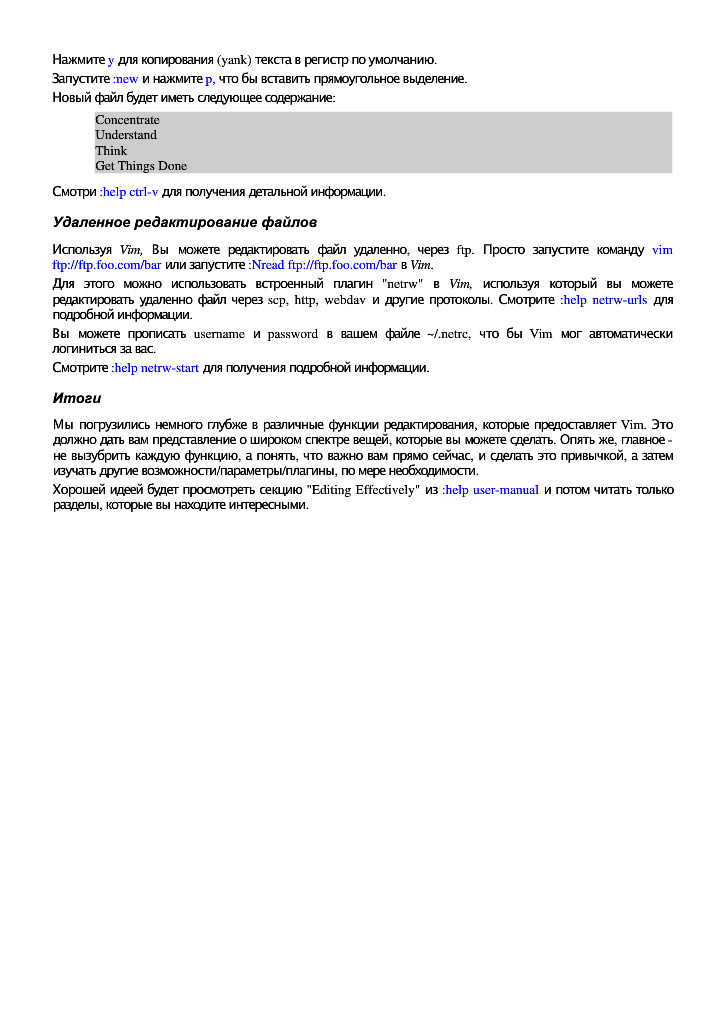 Нажмите y для копирования (yank) текста в регистр по умолчанию.
Запустите :new и нажмите p, что бы вставить прямоугольное выделение.
Новый файл будет иметь следующее содержание:
Concentrate
Understand
Think
Get Things Done
Смотри :help ctrl-v для получения детальной информации.
Удаленное редактирование файлов
Используя Vim, Вы можете редактировать файл удаленно, через ftp. Просто запустите команду vim
ftp://ftp.foo.com/bar или запустите :Nread ftp://ftp.foo.com/bar в Vim.
Для этого можно использовать встроенный плагин "netrw" в Vim, используя который вы можете
редактировать удаленно файл через scp, http, webdav и другие протоколы. Смотрите :help netrw-urls для
подробной информации.
Вы можете прописать username и password в вашем файле ~/.netrc, что бы Vim мог автоматически
логиниться за вас.
Смотрите :help netrw-start для получения подробной информации.
Итоги
Мы погрузились немного глубже в различные функции редактирования, которые предоставляет Vim. Это
должно дать вам представление о широком спектре вещей, которые вы можете сделать. Опять же, главное -
не вызубрить каждую функцию, а понять, что важно вам прямо сейчас, и сделать это привычкой, а затем
изучать другие возможности/параметры/плагины, по мере необходимости.
Хорошей идеей будет просмотреть секцию "Editing Effectively" из :help user-manual и потом читать только
разделы, которые вы находите интересными.